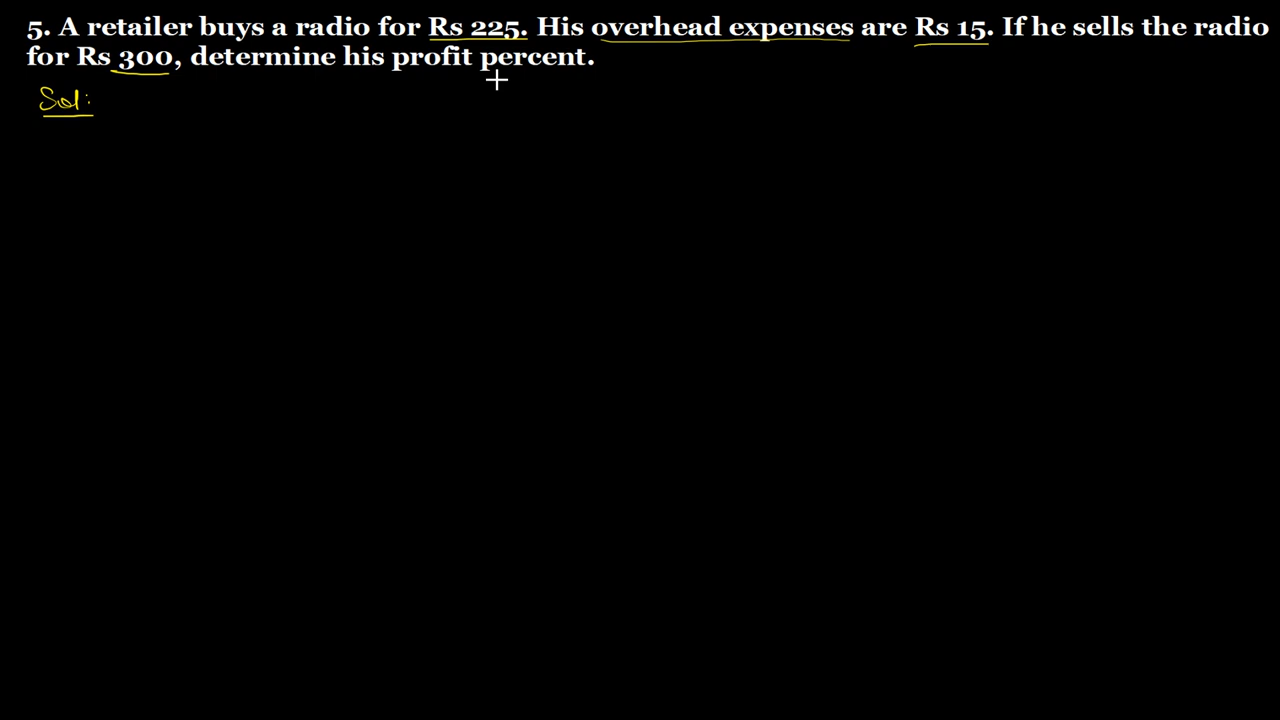 5. A retailer buys a radio for Rs 225. His overhead expenses are Rs 15. If he sells the radio
for Rs 300, determine his profit percent.
Sol: